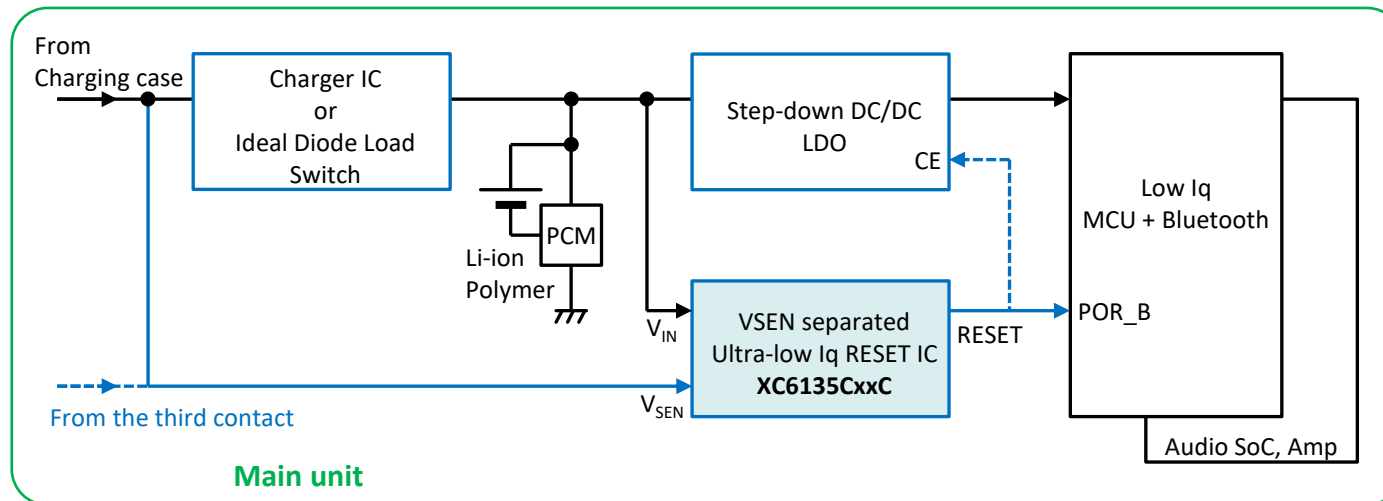 From
Charging case
Charger IC
or
Ideal Diode Load
Switch
Step-down DC/DC
LDO
CE
Low Iq
MCU + Bluetooth
PCM
Li-ion
Polymer
VIN
VSEN separated
Ultra-low Iq RESET IC
XC6135CxxC
RESET
POR_B
VSEN
From the third contact
Audio SoC, Amp
Main unit